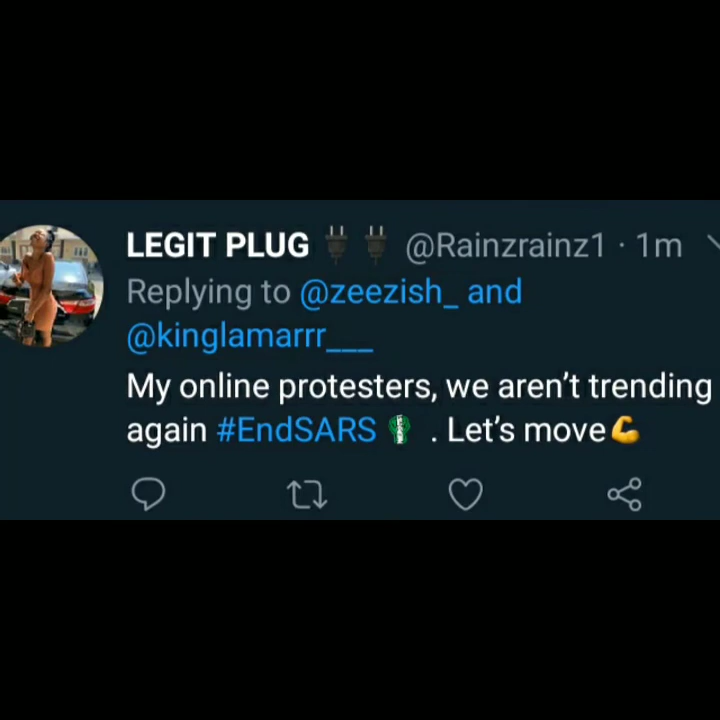 LEGIT PLUG 🔌 🔌 @Rainzrainz1 · 1m
Replying to @zeezish_ and
@kinglamarrr___
My online protesters, we aren't trending
again #EndSARS . Let's move💪